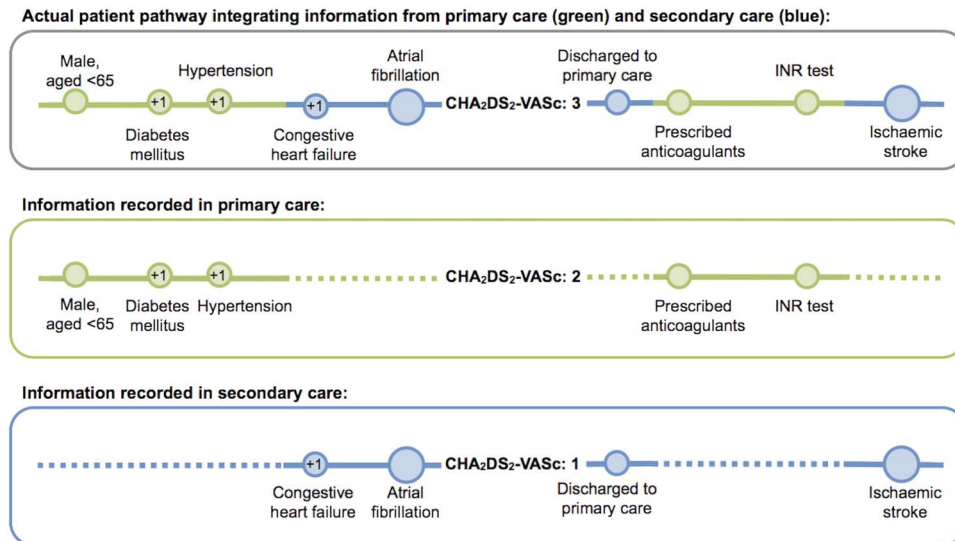 Actual patient pathway integrating information from primary care (green) and secondary care (blue):
Male,
aged <65
Hypertension
Atrial
fibrillation
Discharged to
primary care
INR test
+1
+1
+1
CHA₂DS₂-VASc: 3
Diabetes
mellitus
Congestive
heart failure
Prescribed
anticoagulants
Ischaemic
stroke
Information recorded in primary care:
+1
+1
CHA₂DS₂-VASc: 2
Male,
aged <65
Diabetes
mellitus
Hypertension
Prescribed
anticoagulants
INR test
Information recorded in secondary care:
+1
CHA₂DS₂-VASc: 1
Congestive
heart failure
Atrial
fibrillation
Discharged to
primary care
Ischaemic
stroke